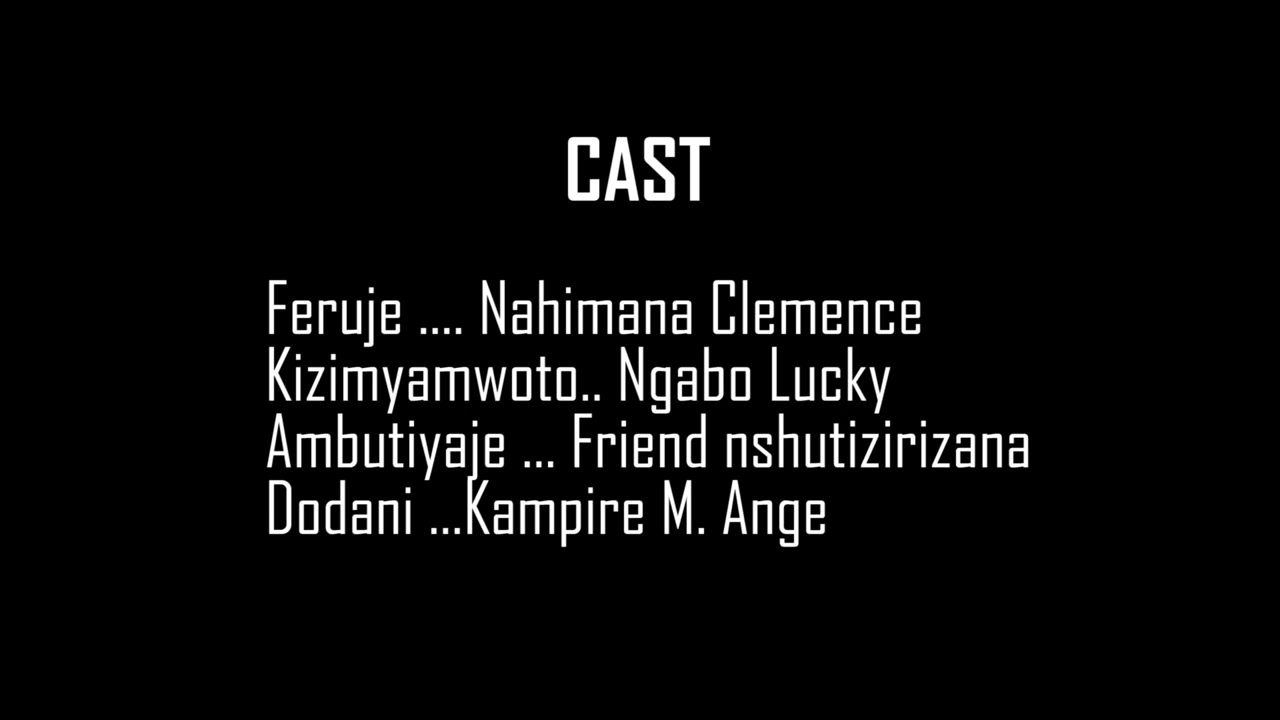 CAST
Feruje .... Nahimana Clemence
Kizimyamwoto.. Ngabo Lucky
Ambutiyaje ... Friend nshutizirizana
Dodani ...Kampire M. Ange